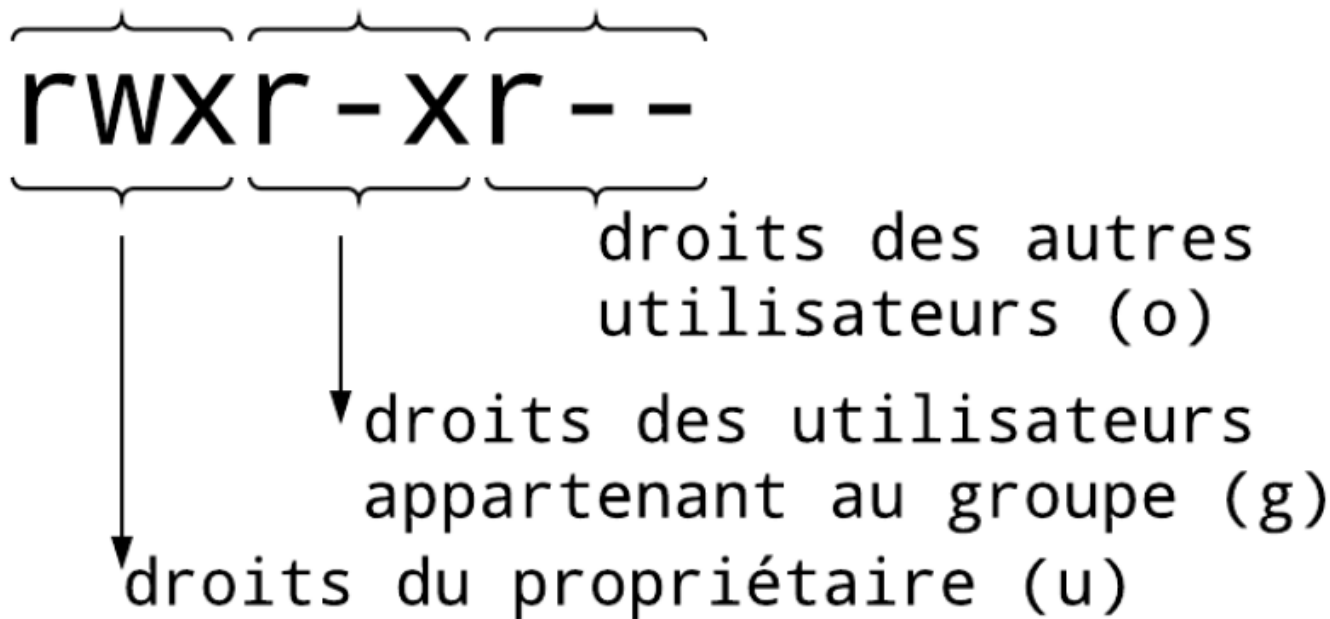 rwxr-xr--
droits des autres
utilisateurs (o)
droits des utilisateurs
appartenant au groupe (g)
droits du propriétaire (u)